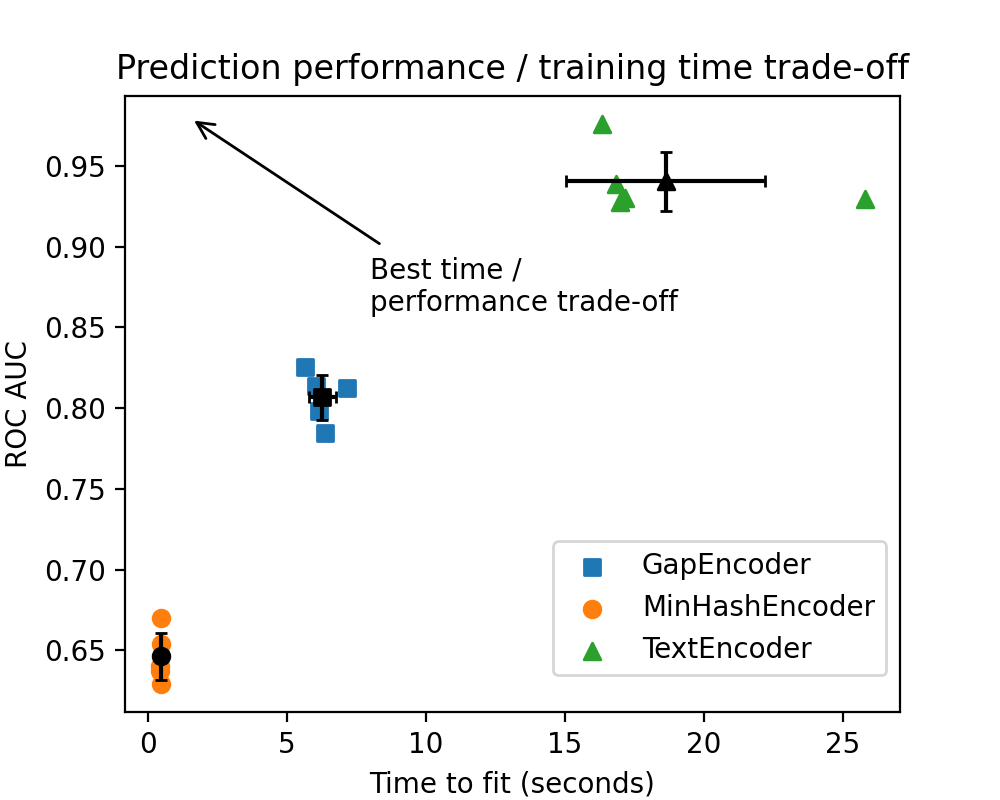 Prediction performance / training time trade-off
0.95
0.90
0.85
0.80
0.75
0.70
0.65
ROC AUC
Best time /
performance trade-off
GapEncoder
MinHashEncoder
TextEncoder
0 5 10 15 20 25
Time to fit (seconds)